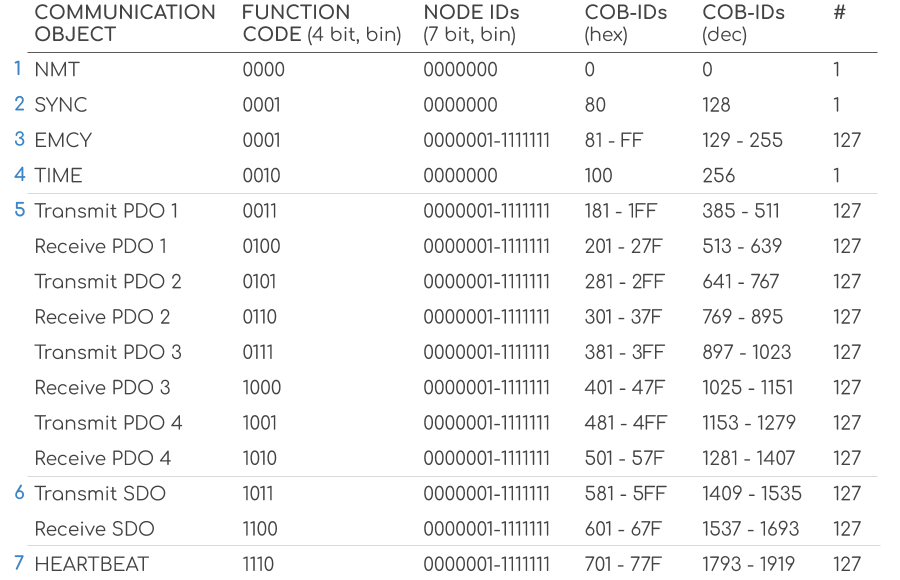 COMMUNICATION OBJECT FUNCTION CODE (4 bit, bin) NODE IDs (7 bit, bin) COB-IDs (hex) COB-IDs (dec) #
1 NMT 0000 0000000 0 0 1
2 SYNC 0001 0000000 80 128 1
3 EMCY 0001 0000001-1111111 81 - FF 129 - 255 127
4 TIME 0010 0000000 100 256 1
5 Transmit PDO 1 0011 0000001-1111111 181 - 1FF 385 - 511 127
Receive PDO 1 0100 0000001-1111111 201 - 27F 513 - 639 127
Transmit PDO 2 0101 0000001-1111111 281 - 2FF 641 - 767 127
Receive PDO 2 0110 0000001-1111111 301 - 37F 769 - 895 127
Transmit PDO 3 0111 0000001-1111111 381 - 3FF 897 - 1023 127
Receive PDO 3 1000 0000001-1111111 401 - 47F 1025 - 1151 127
Transmit PDO 4 1001 0000001-1111111 481 - 4FF 1153 - 1279 127
Receive PDO 4 1010 0000001-1111111 501 - 57F 1281 - 1407 127
6 Transmit SDO 1011 0000001-1111111 581 - 5FF 1409 - 1535 127
Receive SDO 1100 0000001-1111111 601 - 67F 1537 - 1693 127
7 HEARTBEAT 1110 0000001-1111111 701 - 77F 1793 - 1919 127